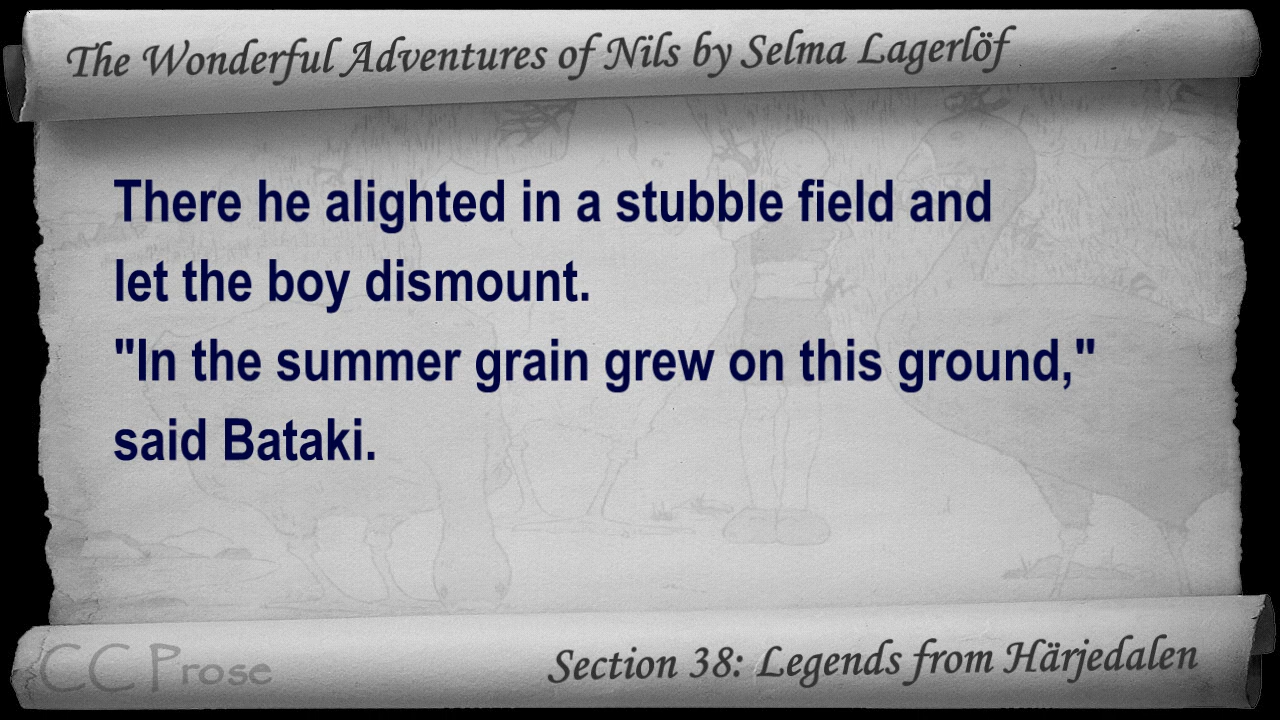 The Wonderful Adventures of Nils by Selma Lagerlöf
There he alighted in a stubble field and
let the boy dismount.
"In the summer grain grew on this ground,"
said Bataki.
CC Prose
Section 38: Legends from Härjedalen